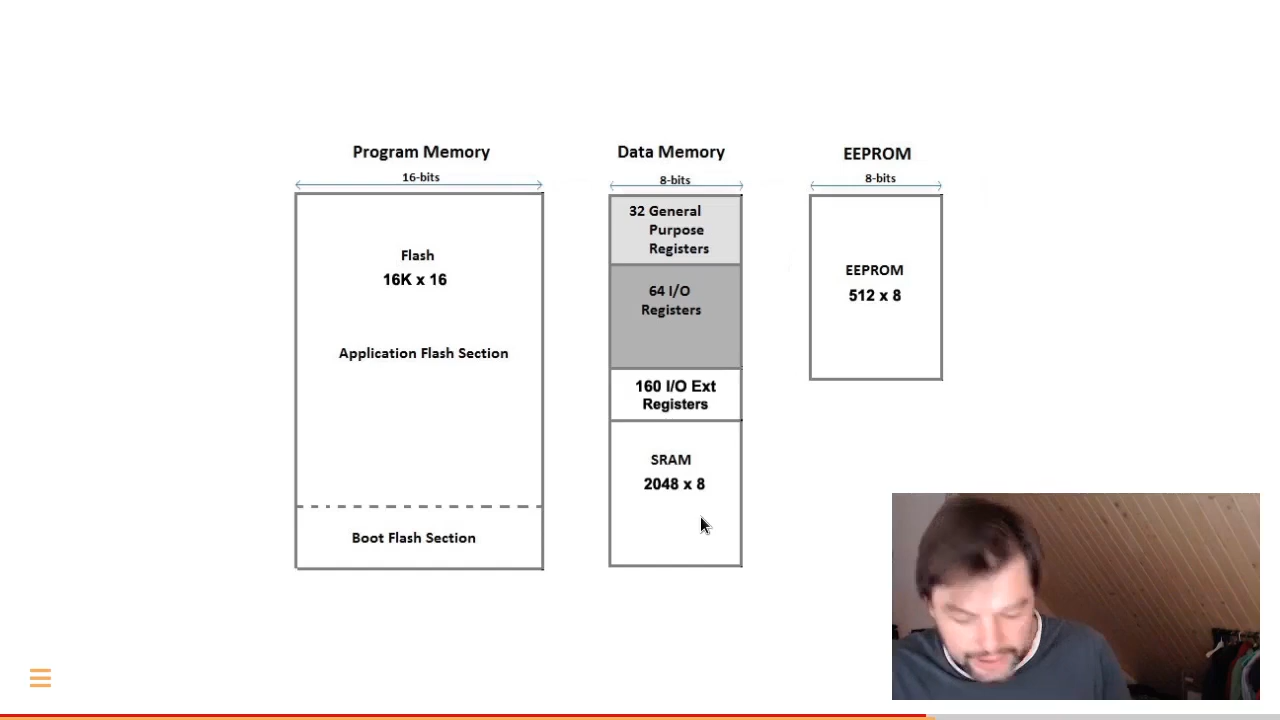 Program Memory
16-bits
Flash
16K x 16
Application Flash Section
Boot Flash Section
Data Memory
8-bits
32 General
Purpose
Registers
64 I/O
Registers
160 I/O Ext
Registers
SRAM
2048 x 8
EEPROM
8-bits
EEPROM
512 x 8